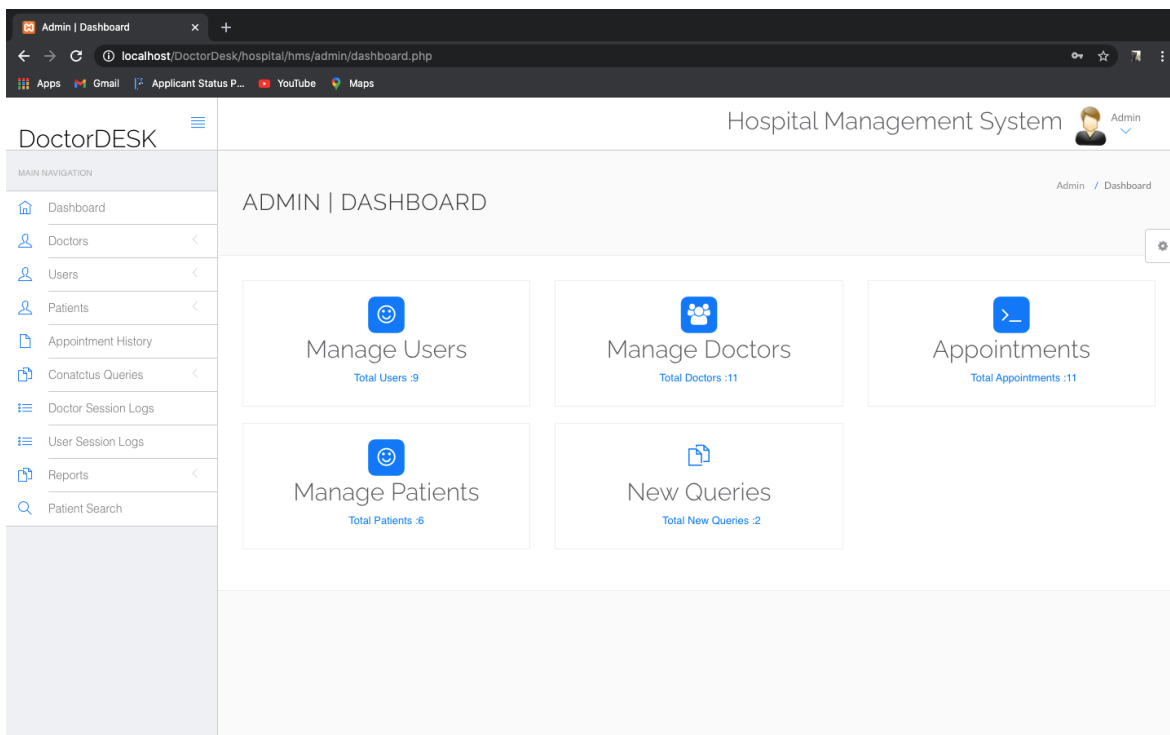 Admin | Dashboard
localhost/DoctorDesk/hospital/hms/admin/dashboard.php
Apps Gmail Applicant Status P... YouTube Maps
DoctorDESK
Hospital Management System
Admin
MAIN NAVIGATION
Dashboard
Doctors
Users
Patients
Appointment History
Conatctus Queries
Doctor Session Logs
User Session Logs
Reports
Patient Search
ADMIN | DASHBOARD
Admin / Dashboard
Manage Users
Total Users :9
Manage Doctors
Total Doctors :11
Appointments
Total Appointments :11
Manage Patients
Total Patients :6
New Queries
Total New Queries :2